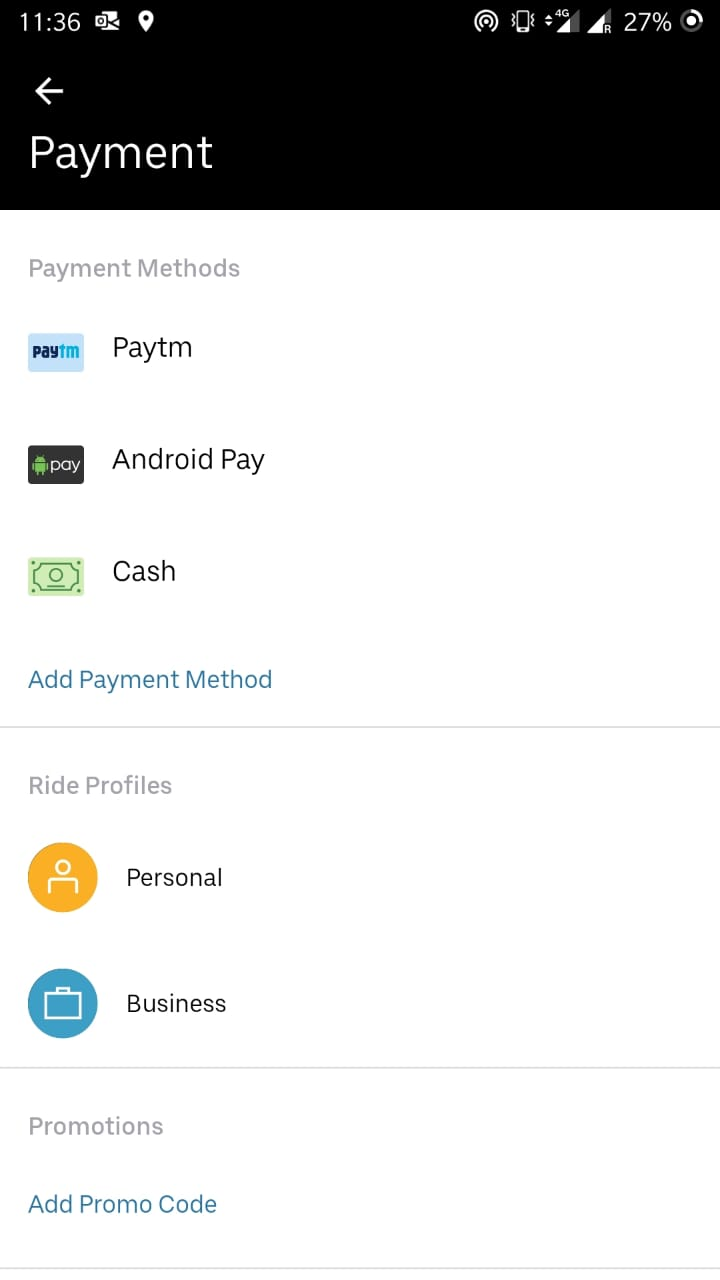 11:36
4G
R
27%
Payment
Payment Methods
paytm
Paytm
pay
Android Pay
Cash
Add Payment Method
Ride Profiles
Personal
Business
Promotions
Add Promo Code